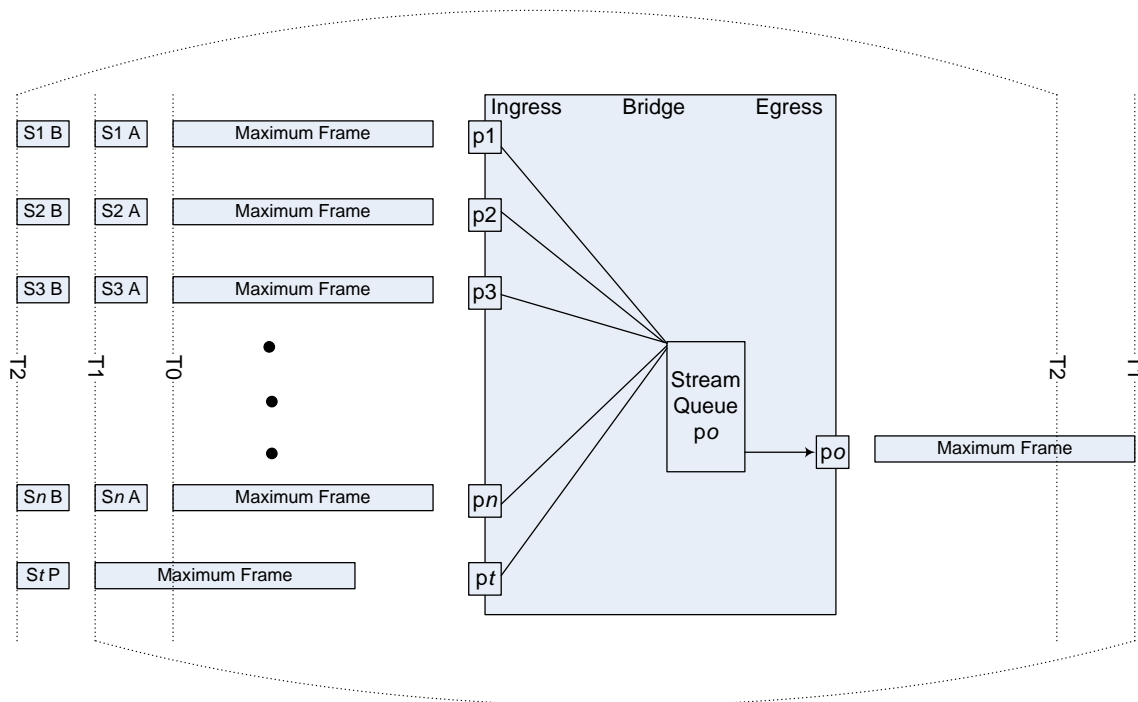 Ingress Bridge Egress
S1 B S1 A Maximum Frame p1
S2 B S2 A Maximum Frame p2
S3 B S3 A Maximum Frame p3
T2 T1 T0 T2 T1
Stream
Queue
po
po Maximum Frame
Sn B Sn A Maximum Frame pn
St P Maximum Frame pt